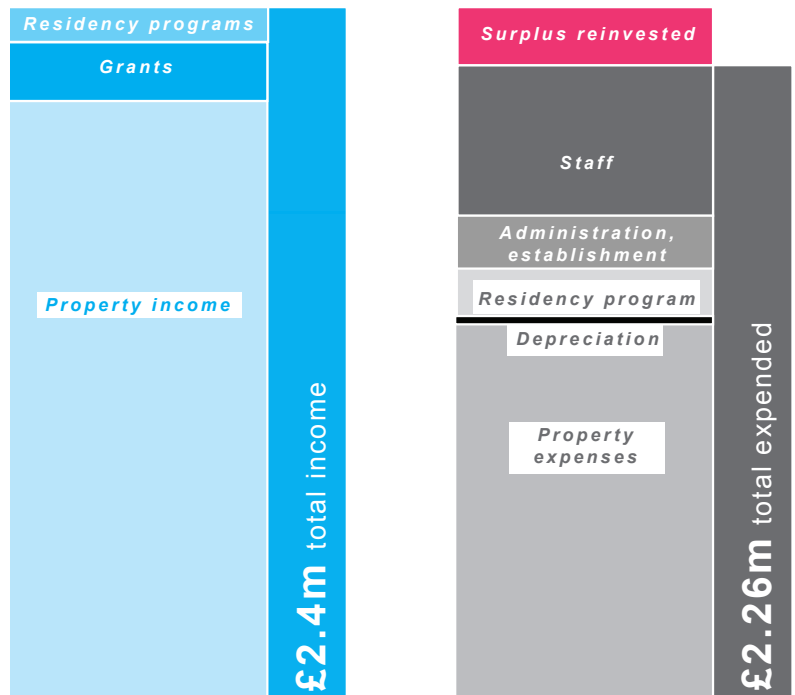 Residency programs
Grants
Property income
£2.4m total income
Surplus reinvested
Staff
Administration,
establishment
Residency program
Depreciation
Property
expenses
£2.26m total expended